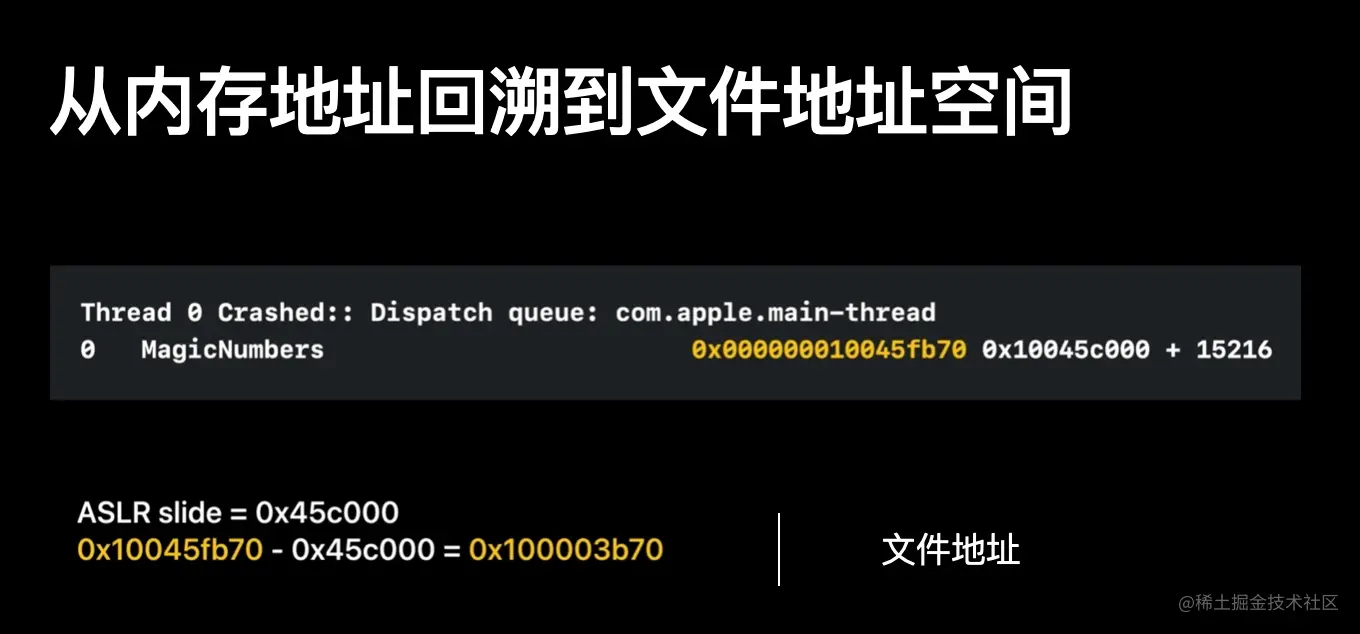 从内存地址回溯到文件地址空间
Thread 0 Crashed:: Dispatch queue: com.apple.main-thread
0 MagicNumbers 0x000000010045fb70 0x10045c000 + 15216
ASLR slide = 0x45c000
0x10045fb70 - 0x45c000 = 0x100003b70
文件地址
@稀土掘金技术社区